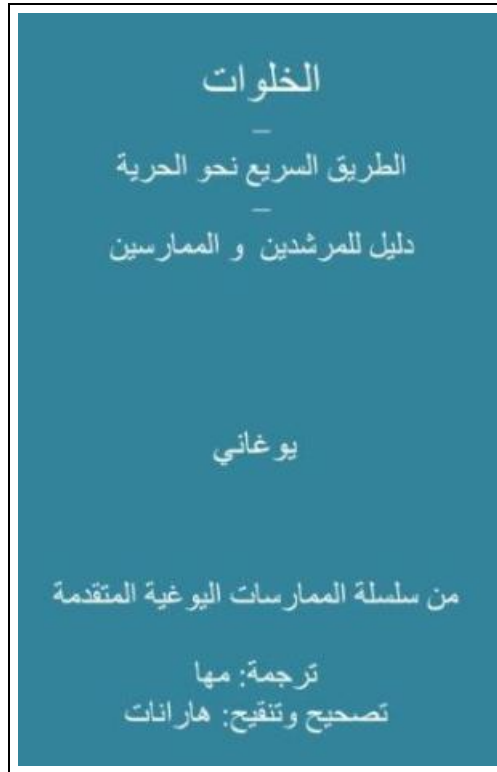 الخلوات
–
الطريق السريع نحو الحرية
–
دليل للمرشدين و الممارسين
يوغاني
من سلسلة الممارسات اليوغية المتقدمة
ترجمة: مها
تصحيح وتنقيح: هارانات